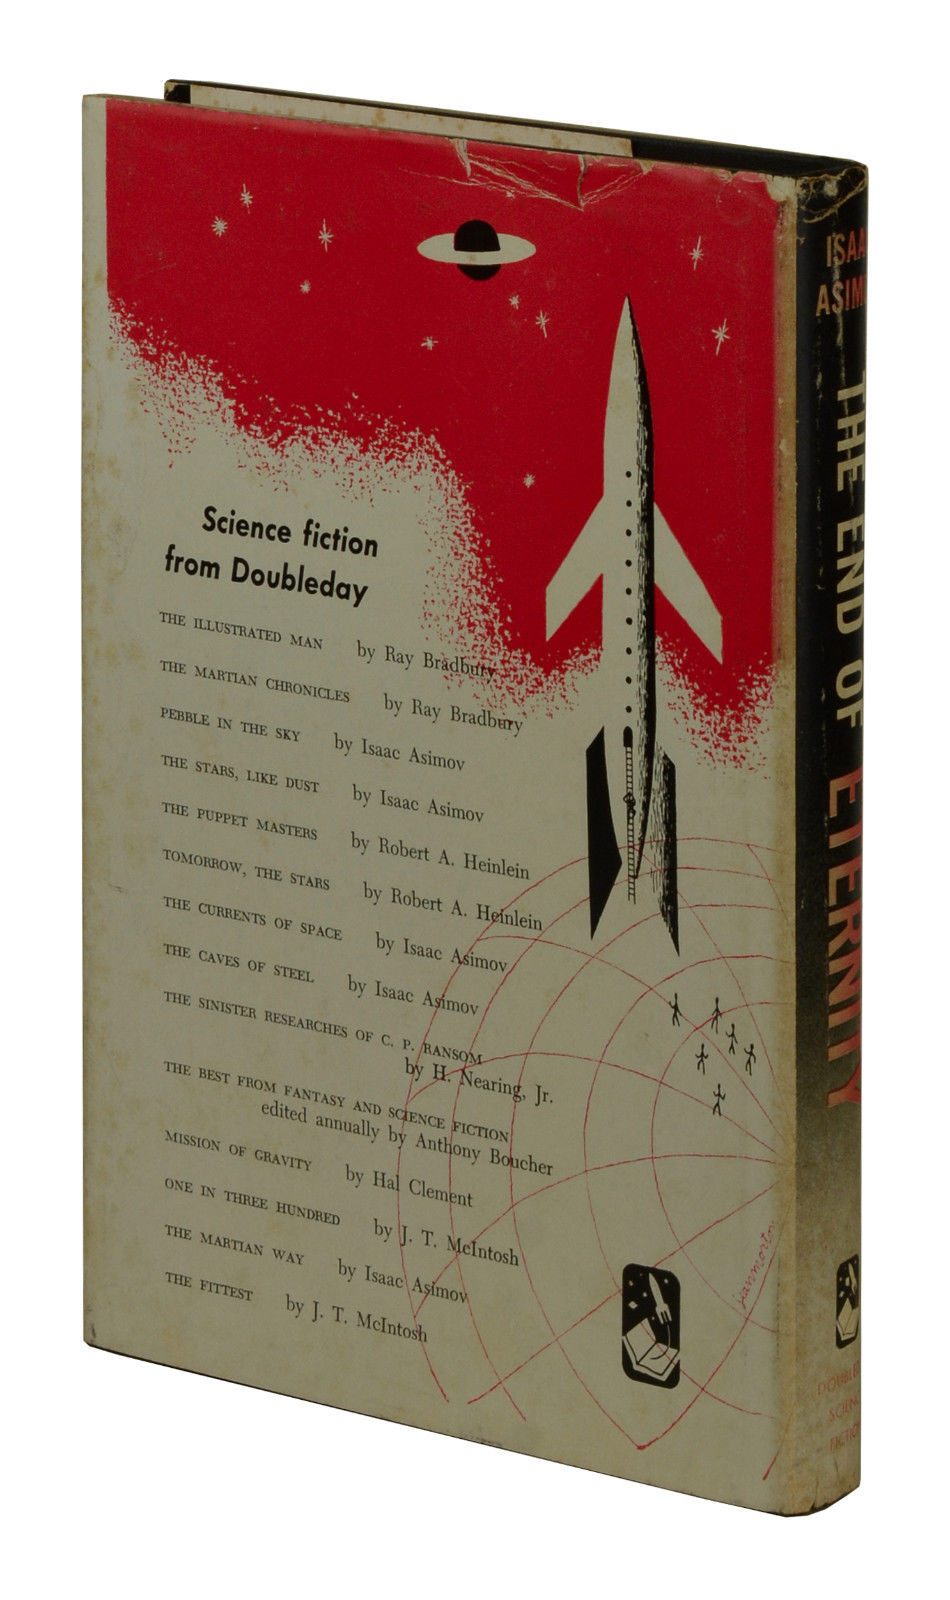 Science fiction
from Doubleday
THE ILLUSTRATED MAN by Ray Bradbury
THE MARTIAN CHRONICLES by Ray Bradbury
PEBBLE IN THE SKY by Isaac Asimov
THE STARS, LIKE DUST by Isaac Asimov
THE PUPPET MASTERS by Robert A. Heinlein
TOMORROW, THE STARS by Robert A. Heinlein
THE CURRENTS OF SPACE by Isaac Asimov
THE CAVES OF STEEL by Isaac Asimov
THE SINISTER RESEARCHES OF C. P. RANSOM
by H. Nearing, Jr.
THE BEST FROM FANTASY AND SCIENCE FICTION
edited annually by Anthony Boucher
MISSION OF GRAVITY by Hal Clement
ONE IN THREE HUNDRED by J. T. McIntosh
THE MARTIAN WAY by Isaac Asimov
THE FITTEST by J. T. McIntosh
ISAA
ASIM
THE END OF ETERNITY